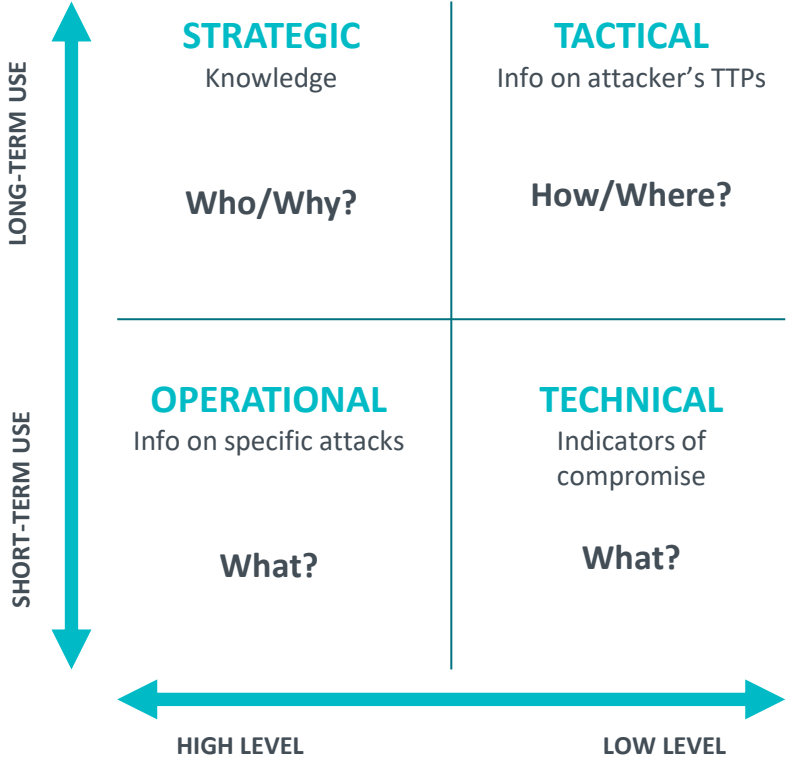 LONG-TERM USE
STRATEGIC
Knowledge
Who/Why?
TACTICAL
Info on attacker's TTPs
How/Where?
SHORT-TERM USE
OPERATIONAL
Info on specific attacks
What?
TECHNICAL
Indicators of
compromise
What?
HIGH LEVEL
LOW LEVEL